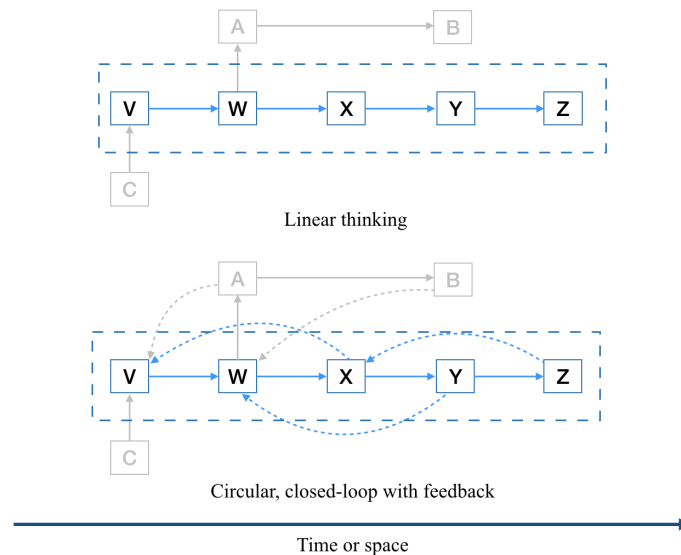 A B
V W X Y Z
C
Linear thinking
A B
V W X Y Z
C
Circular, closed-loop with feedback
Time or space